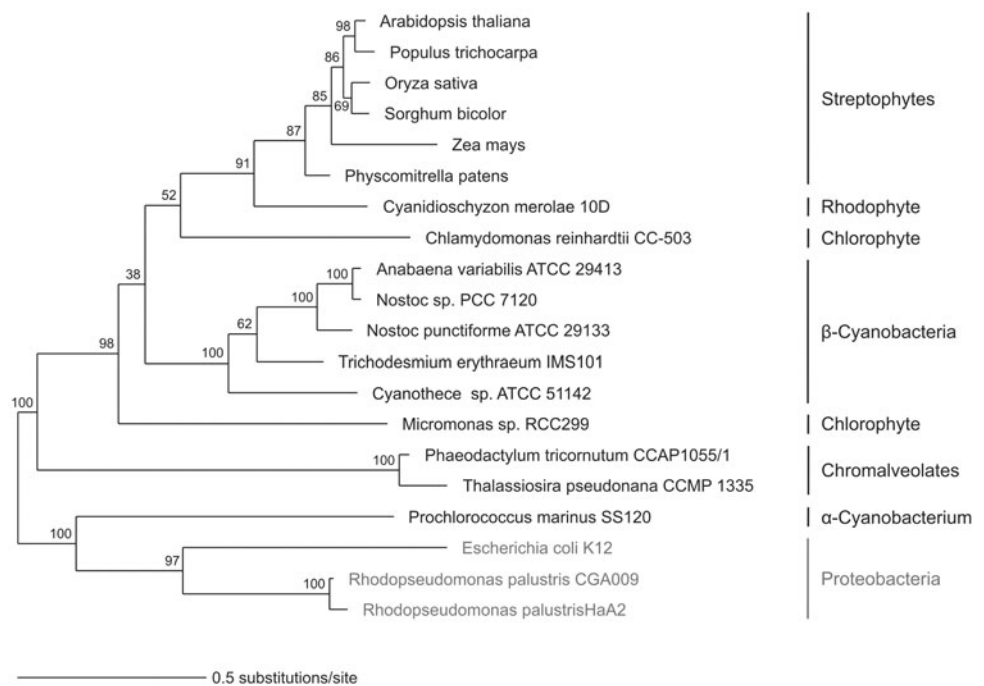 98
Arabidopsis thaliana
86
Populus trichocarpa
Oryza sativa
85
69
Sorghum bicolor
Streptophytes
87
Zea mays
91
Physcomitrella patens
52
Cyanidioschyzon merolae 10D
Rhodophyte
Chlamydomonas reinhardtii CC-503
Chlorophyte
38
100
Anabaena variabilis ATCC 29413
100
Nostoc sp. PCC 7120
62
Nostoc punctiforme ATCC 29133
β-Cyanobacteria
98
100
Trichodesmium erythraeum IMS101
Cyanothece sp. ATCC 51142
100
Micromonas sp. RCC299
Chlorophyte
100
Phaeodactylum tricornutum CCAP1055/1
Thalassiosira pseudonana CCMP 1335
Chromalveolates
100
Prochlorococcus marinus SS120
α-Cyanobacterium
97
Escherichia coli K12
100
Rhodopseudomonas palustris CGA009
Rhodopseudomonas palustrisHaA2
Proteobacteria
0.5 substitutions/site